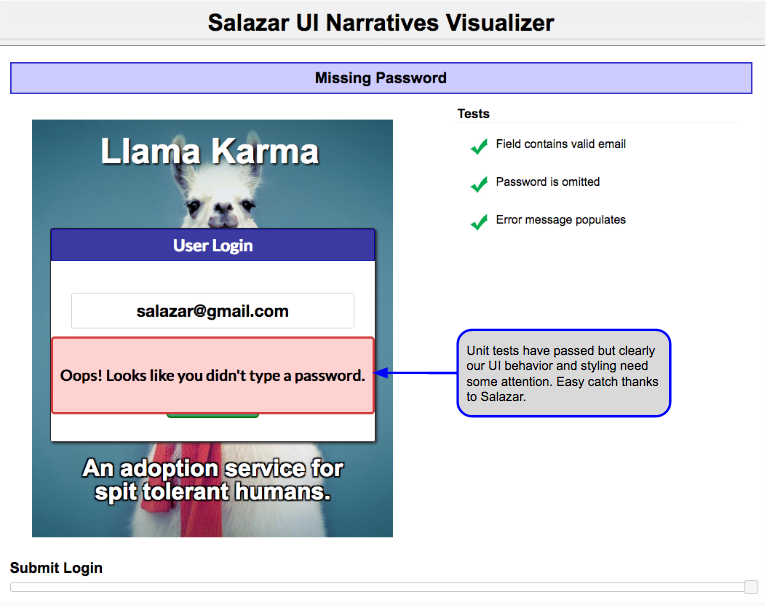 Salazar UI Narratives Visualizer
Missing Password
Tests
Field contains valid email
Password is omitted
Error message populates
Llama Karma
User Login
salazar@gmail.com
Oops! Looks like you didn't type a password.
Unit tests have passed but clearly
our UI behavior and styling need
some attention. Easy catch thanks
to Salazar.
An adoption service for
spit tolerant humans.
Submit Login